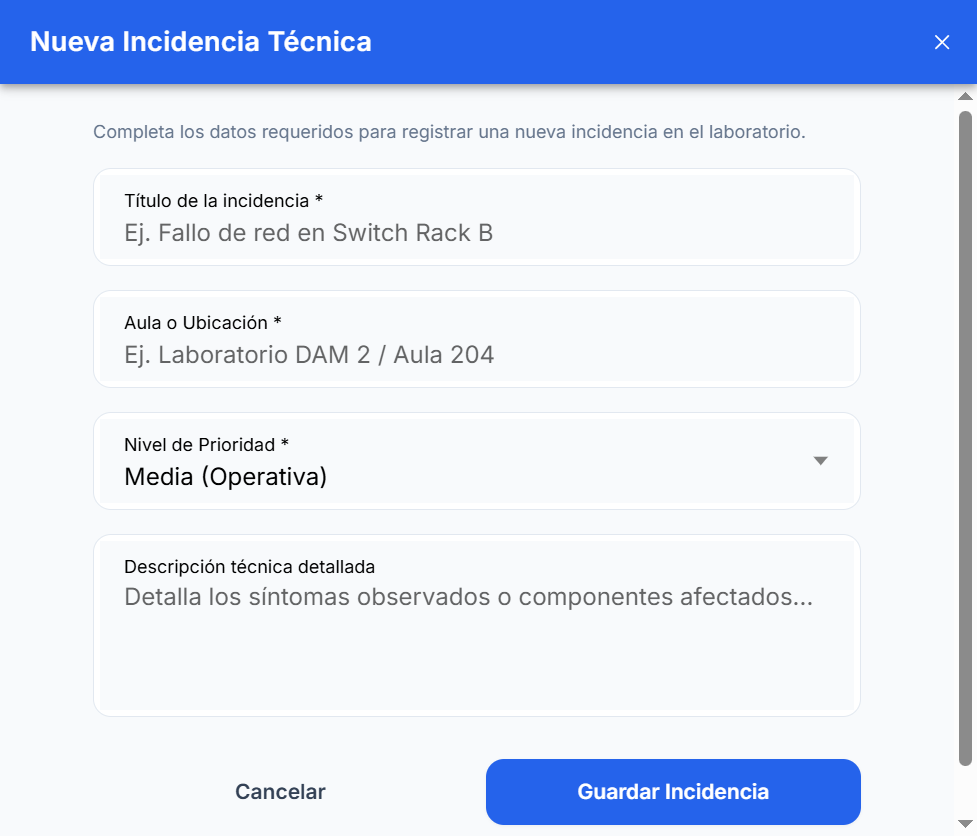 Nueva Incidencia Técnica
Completa los datos requeridos para registrar una nueva incidencia en el laboratorio.
Título de la incidencia *
Ej. Fallo de red en Switch Rack B
Aula o Ubicación *
Ej. Laboratorio DAM 2 / Aula 204
Nivel de Prioridad *
Media (Operativa)
Descripción técnica detallada
Detalla los síntomas observados o componentes afectados...
Cancelar
Guardar Incidencia